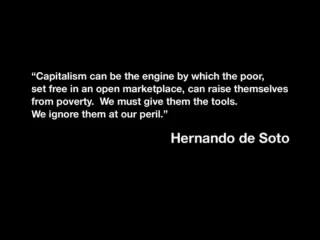 “Capitalism can be the engine by which the poor,
set free in an open marketplace, can raise themselves
from poverty.  We must give them the tools.
We ignore them at our peril.”
Hernando de Soto